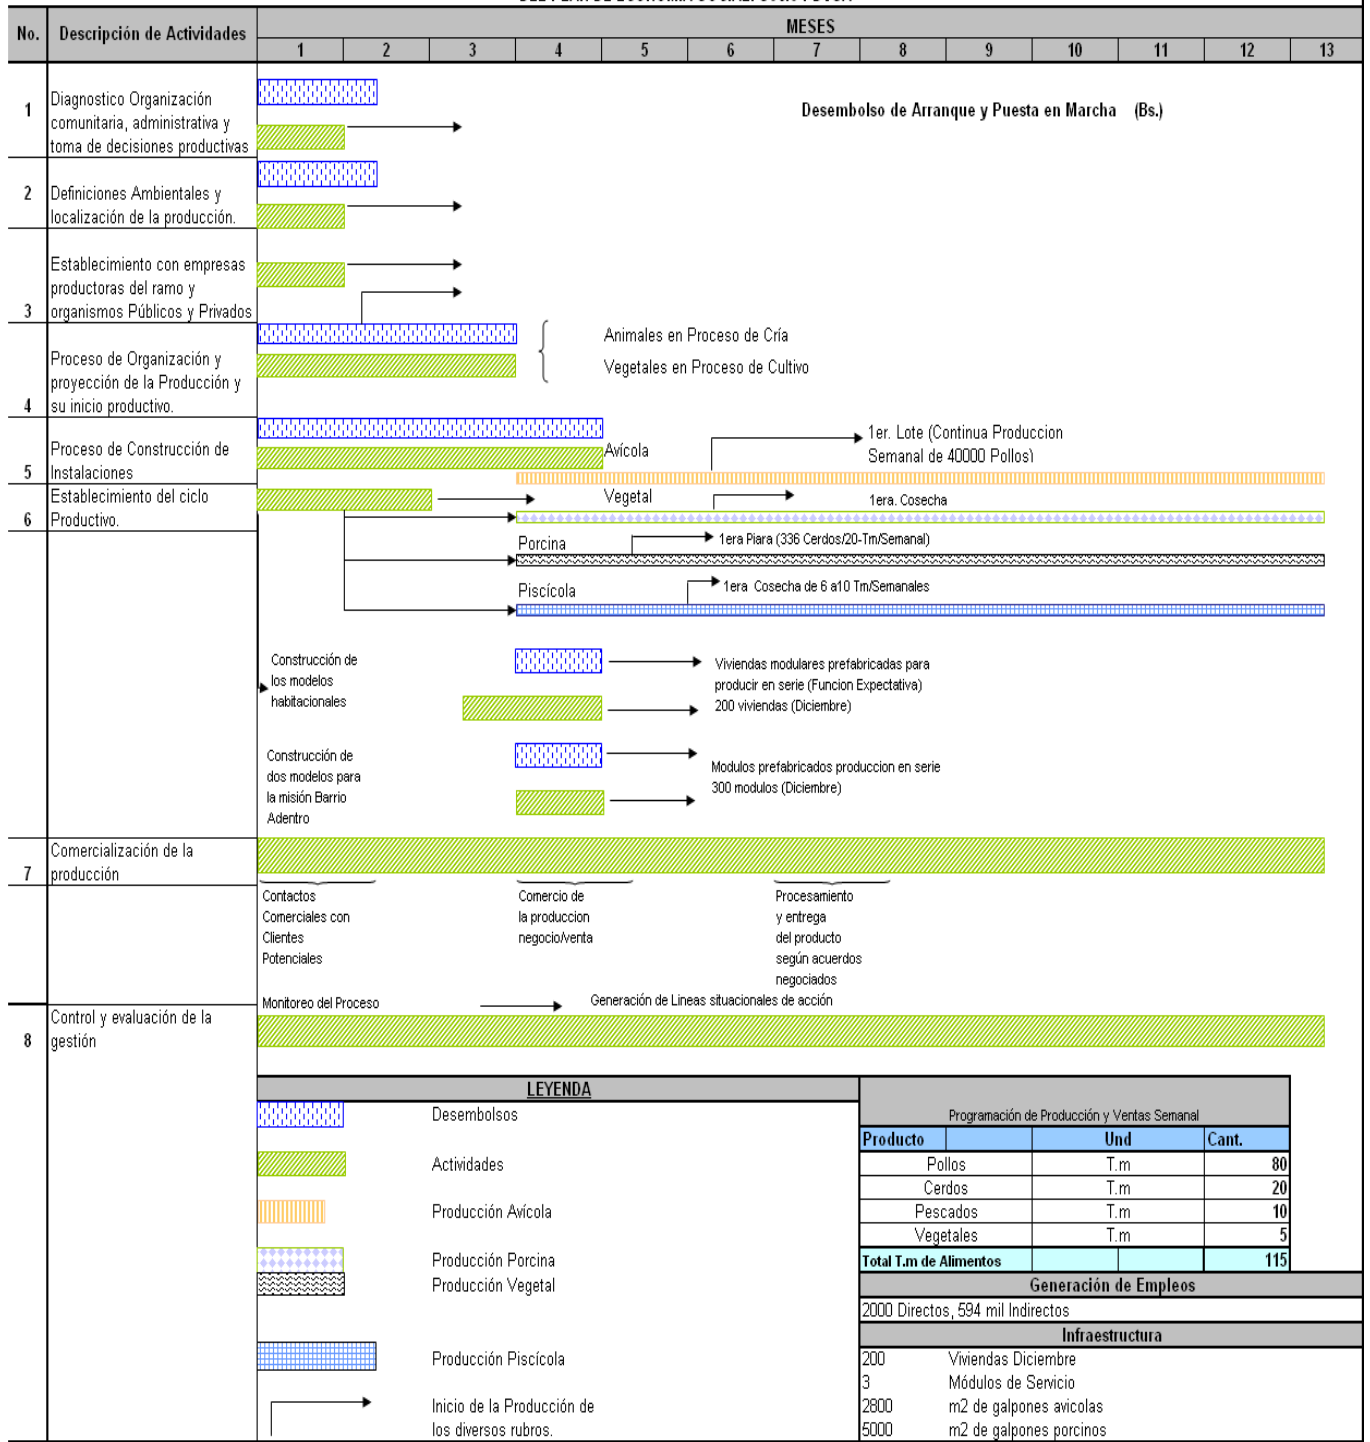 No.
Descripción de Actividades
MESES
1 2 3 4 5 6 7 8 9 10 11 12 13
Desembolso de Arranque y Puesta en Marcha (Bs.)
1
Diagnostico Organización
comunitaria, administrativa y
toma de decisiones productivas
2
Definiciones Ambientales y
localización de la producción.
Establecimiento con empresas
productoras del ramo y
3
organismos Públicos y Privados
Animales en Proceso de Cría
Vegetales en Proceso de Cultivo
Proceso de Organización y
proyección de la Producción y
4
su inicio productivo.
Proceso de Construcción de
5
Instalaciones
Avícola
1er. Lote (Continua Produccion
Semanal de 40000 Pollos)
Establecimiento del ciclo
6
Productivo.
Vegetal
1era. Cosecha
Porcina
1era Piara (336 Cerdos/20-Tm/Semanal)
Piscícola
1era Cosecha de 6 a10 Tm/Semanales
Construcción de
los modelos
habitacionales
Viviendas modulares prefabricadas para
producir en serie (Funcion Expectativa)
200 viviendas (Diciembre)
Construcción de
dos modelos para
la misión Barrio
Adentro
Modulos prefabricados produccion en serie
300 modulos (Diciembre)
Comercialización de la
7
producción
Contactos
Comerciales con
Clientes
Potenciales
Comercio de
la produccion
negocio/venta
Procesamiento
y entrega
del producto
según acuerdos
negociados
Monitoreo del Proceso
Generación de Lineas situacionales de acción
Control y evaluación de la
8
gestión
LEYENDA
Desembolsos
Actividades
Producción Avícola
Producción Porcina
Producción Vegetal
Producción Piscícola
Inicio de la Producción de
los diversos rubros.
Programación de Producción y Ventas Semanal
Producto Und Cant.
Pollos T.m 80
Cerdos T.m 20
Pescados T.m 10
Vegetales T.m 5
Total T.m de Alimentos 115
Generación de Empleos
2000 Directos, 594 mil Indirectos
Infraestructura
200 Viviendas Diciembre
3 Módulos de Servicio
2800 m2 de galpones avicolas
5000 m2 de galpones porcinos